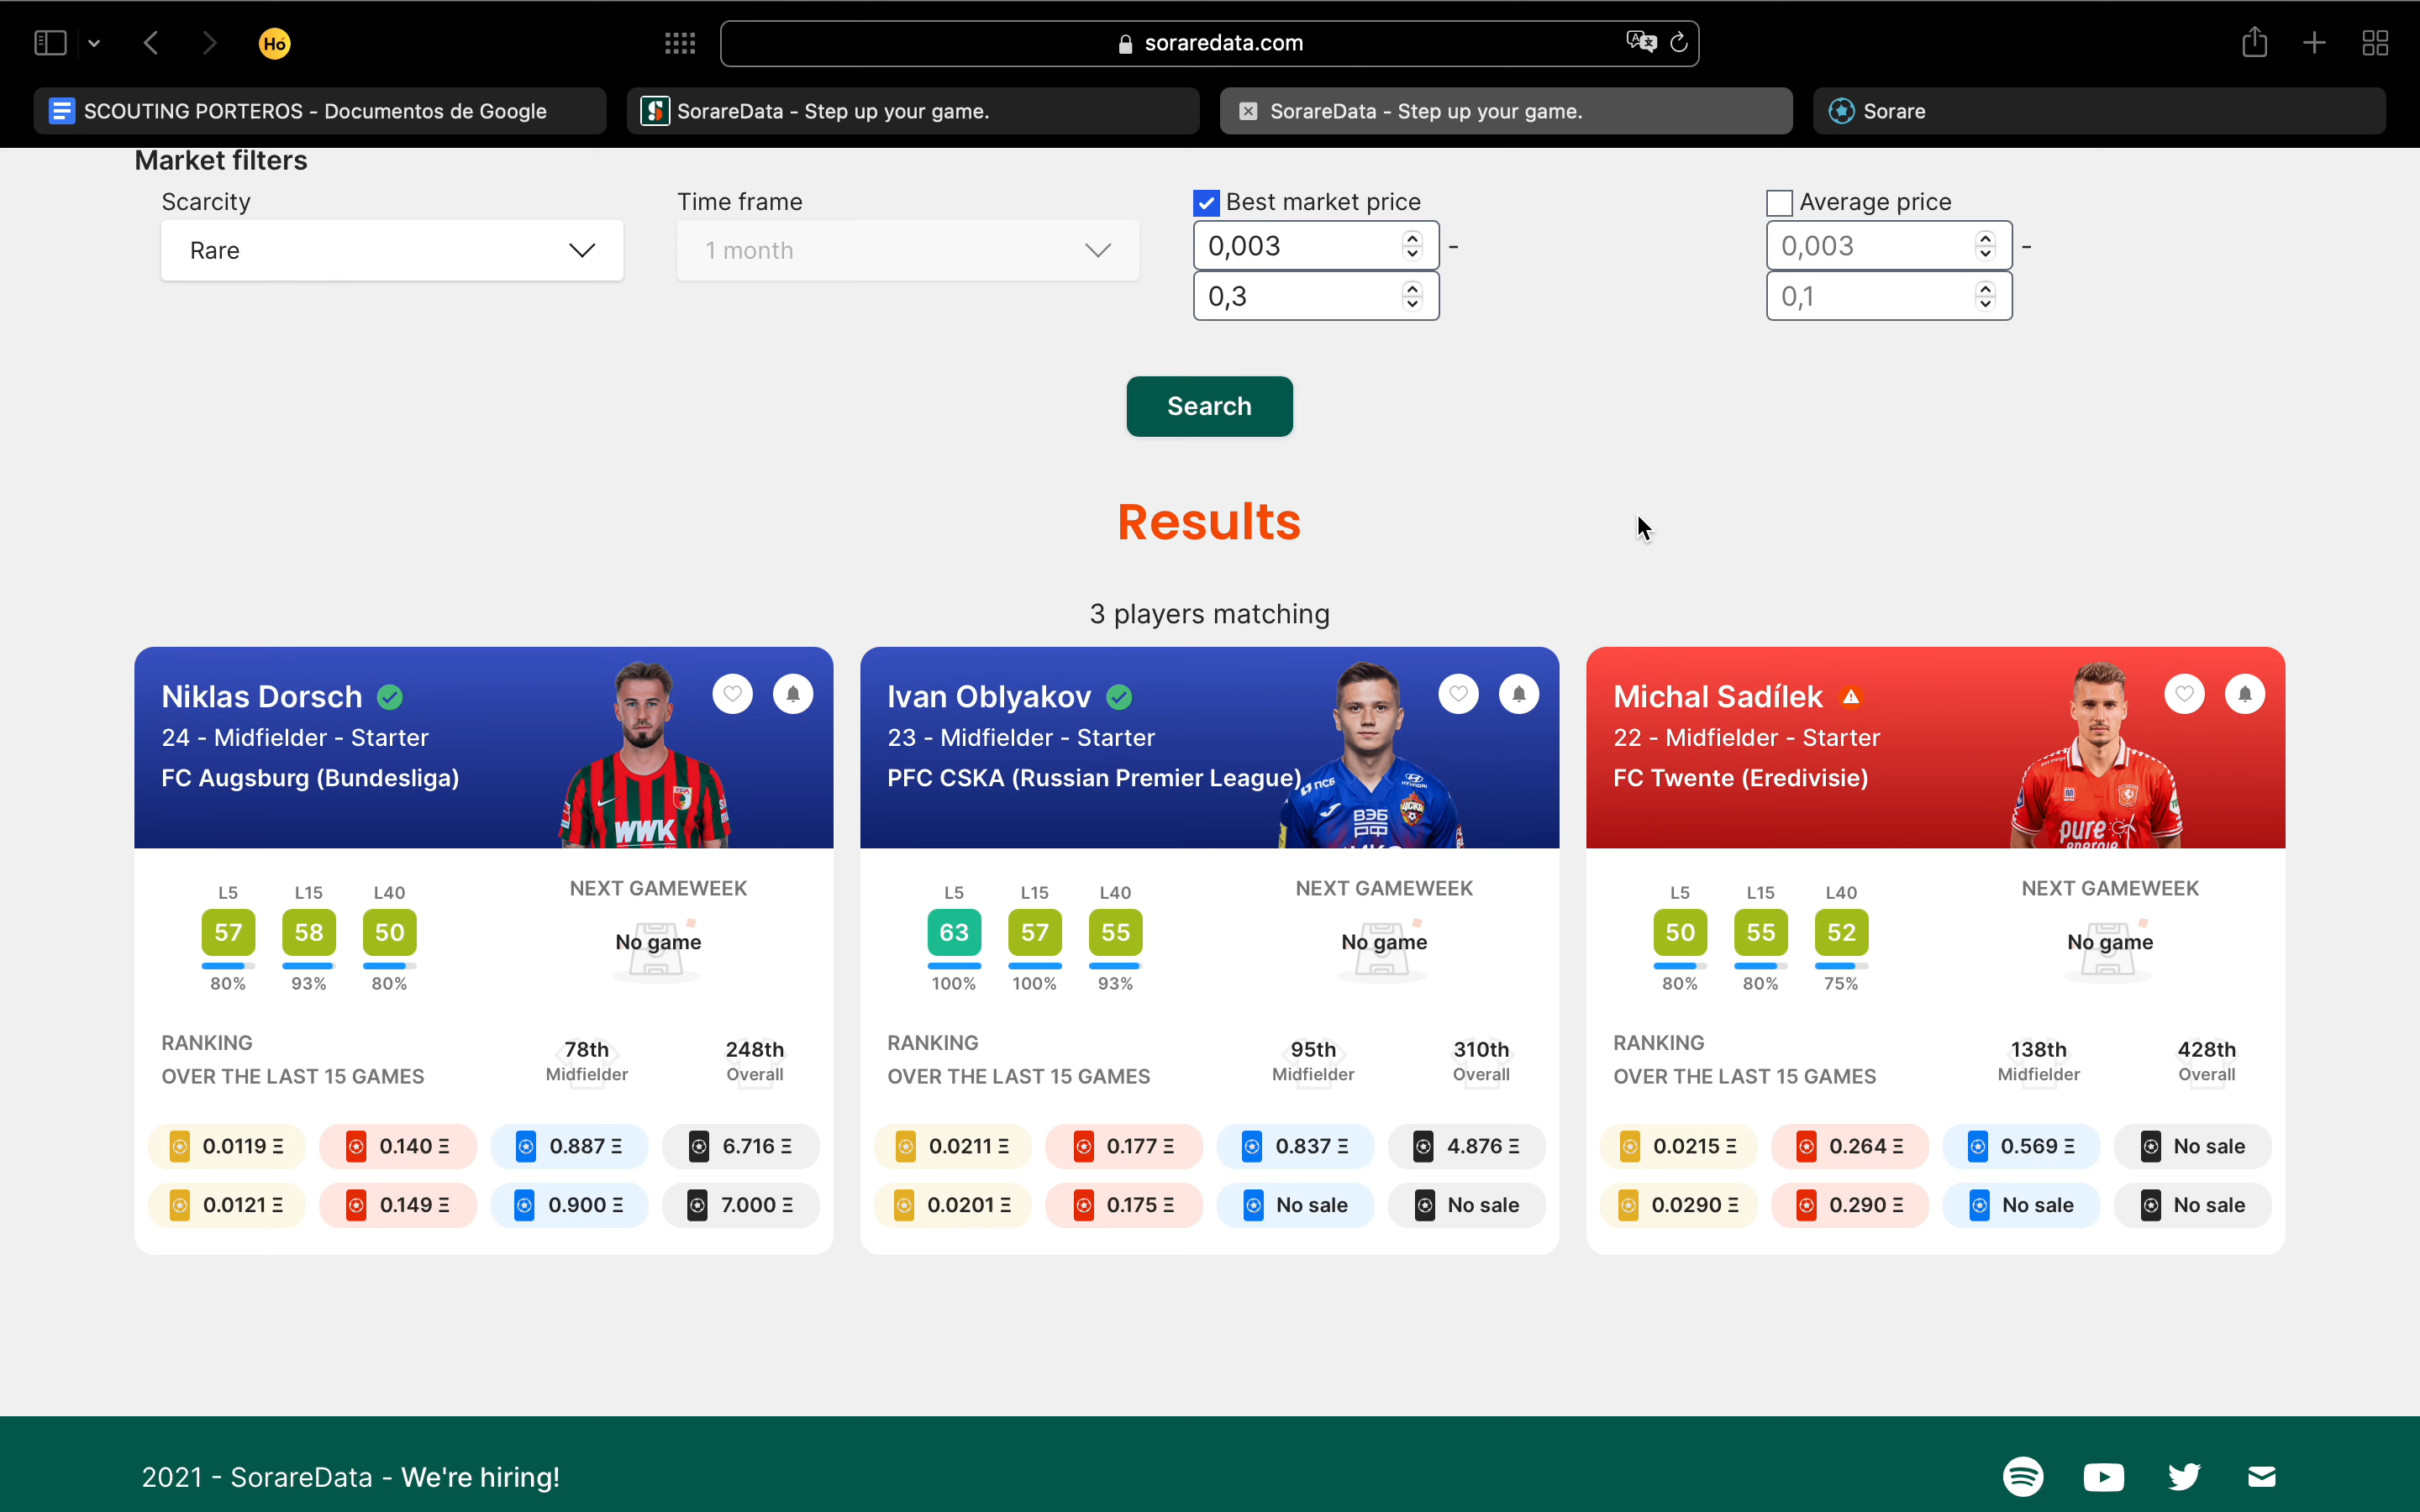 Hó
soraredata.com
SCOUTING PORTEROS - Documentos de Google
SorareData - Step up your game.
SorareData - Step up your game.
Sorare
Market filters
Scarcity
Time frame
Best market price
Average price
Rare
1 month
0,003
-
0,003
-
0,3
0,1
Search
Results
3 players matching
Niklas Dorsch
24 - Midfielder - Starter
FC Augsburg (Bundesliga)
WWK
L5
L15
L40
NEXT GAMEWEEK
57
58
50
No game
80%
93%
80%
RANKING
OVER THE LAST 15 GAMES
78th
Midfielder
248th
Overall
0.0119 Ξ
0.140 Ξ
0.887 Ξ
6.716 Ξ
0.0121 Ξ
0.149 Ξ
0.900 Ξ
7.000 Ξ
Ivan Oblyakov
23 - Midfielder - Starter
PFC CSKA (Russian Premier League)
ПСБ
HYUNDAI
ВЭБ
РФ
L5
L15
L40
NEXT GAMEWEEK
63
57
55
No game
100%
100%
93%
RANKING
OVER THE LAST 15 GAMES
95th
Midfielder
310th
Overall
0.0211 Ξ
0.177 Ξ
0.837 Ξ
4.876 Ξ
0.0201 Ξ
0.175 Ξ
No sale
No sale
Michal Sadílek
22 - Midfielder - Starter
FC Twente (Eredivisie)
pure
energie
L5
L15
L40
NEXT GAMEWEEK
50
55
52
No game
80%
80%
75%
RANKING
OVER THE LAST 15 GAMES
138th
Midfielder
428th
Overall
0.0215 Ξ
0.264 Ξ
0.569 Ξ
No sale
0.0290 Ξ
0.290 Ξ
No sale
No sale
2021 - SorareData - We're hiring!